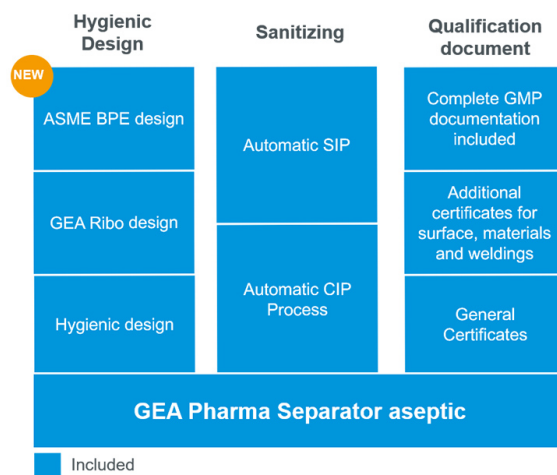 Hygienic
Design
Sanitizing
Qualification
document
NEW
ASME BPE design
GEA Ribo design
Hygienic design
Automatic SIP
Automatic CIP
Process
Complete GMP
documentation
included
Additional
certificates for
surface, materials
and weldings
General
Certificates
GEA Pharma Separator aseptic
Included